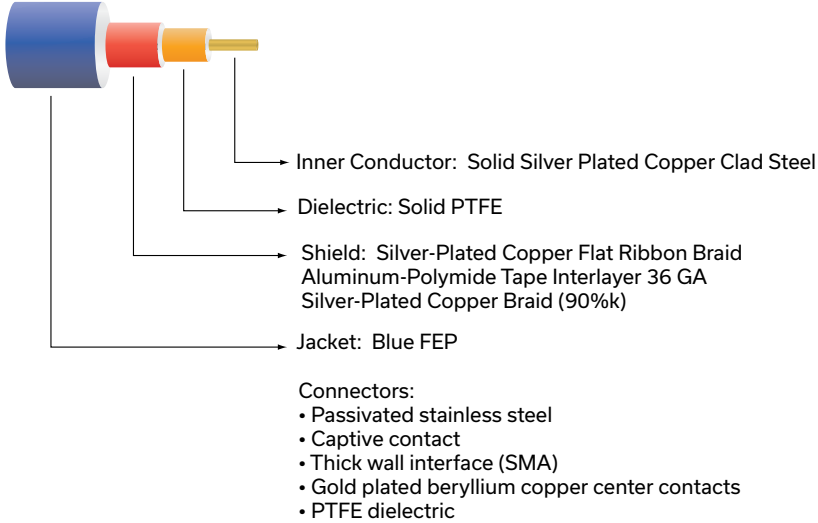 Inner Conductor: Solid Silver Plated Copper Clad Steel
Dielectric: Solid PTFE
Shield: Silver-Plated Copper Flat Ribbon Braid
Aluminum-Polymide Tape Interlayer 36 GA
Silver-Plated Copper Braid (90%k)
Jacket: Blue FEP
Connectors:
• Passivated stainless steel
• Captive contact
• Thick wall interface (SMA)
• Gold plated beryllium copper center contacts
• PTFE dielectric